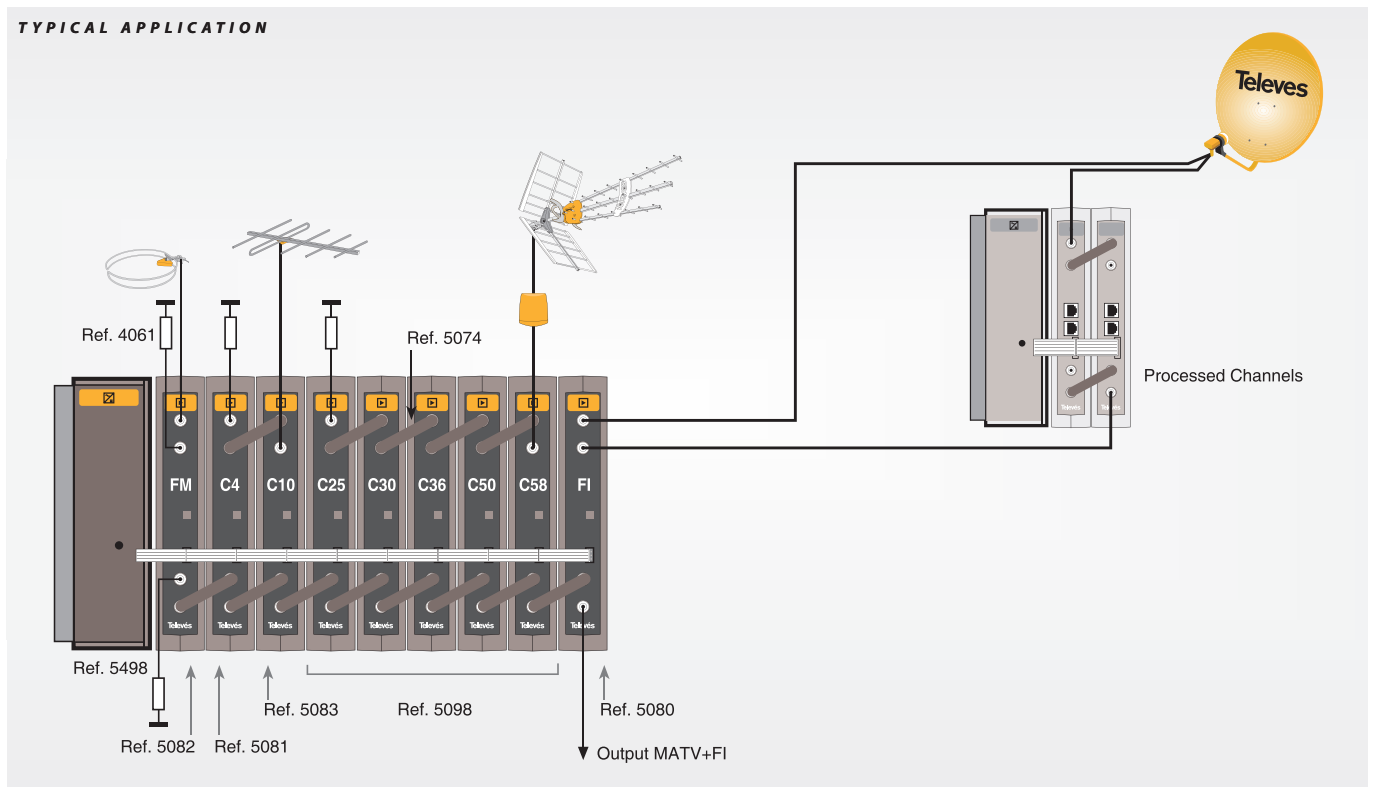 TYPICAL APPLICATION
Televes
Ref. 4061
Ref. 5074
Processed Channels
Televés Televés
FM C4 C10 C25 C30 C36 C50 C58 FI
Televés Televés Televés Televés Televés Televés Televés Televés Televés
Ref. 5498
Ref. 5083
Ref. 5098
Ref. 5080
Ref. 5082
Ref. 5081
Output MATV+FI